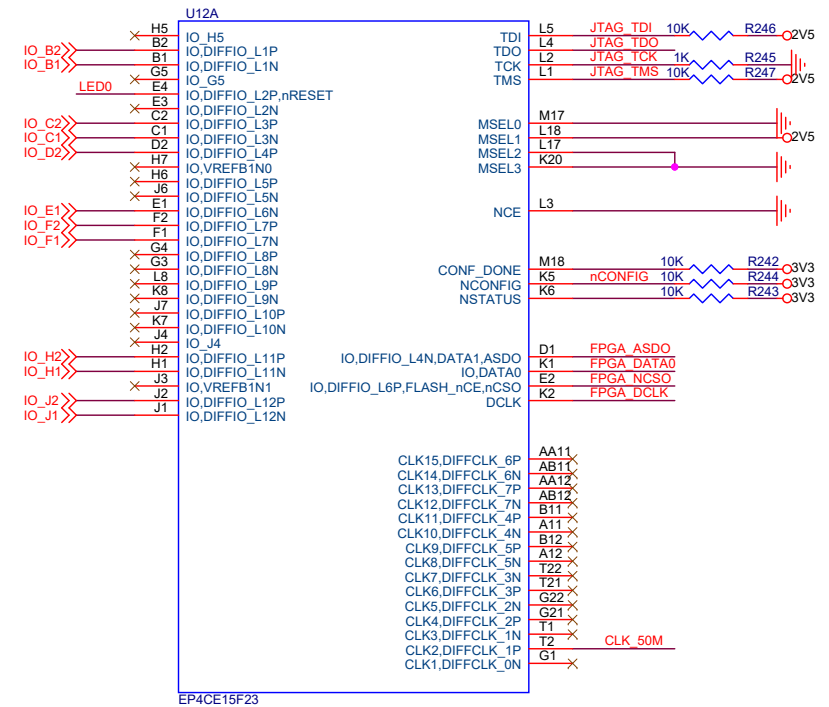 U12A
IO_B2 B2 IO,DIFFIO_L1P
H5 IO_H5
IO_B1 B1 IO,DIFFIO_L1N
G5 IO_G5
LED0 E4 IO,DIFFIO_L2P,nRESET
E3 IO,DIFFIO_L2N
IO_C2 C2 IO,DIFFIO_L3P
IO_C1 C1 IO,DIFFIO_L3N
IO_D2 D2 IO,DIFFIO_L4P
H7 IO,VREFB1N0
H6 IO,DIFFIO_L5P
J6 IO,DIFFIO_L5N
IO_E1 E1 IO,DIFFIO_L6N
IO_F2 F2 IO,DIFFIO_L7P
IO_F1 F1 IO,DIFFIO_L7N
G4 IO,DIFFIO_L8P
G3 IO,DIFFIO_L8N
L8 IO,DIFFIO_L9P
K8 IO,DIFFIO_L9N
J7 IO,DIFFIO_L10P
K7 IO,DIFFIO_L10N
J4 IO_J4
IO_H2 H2 IO,DIFFIO_L11P
IO_H1 H1 IO,DIFFIO_L11N
J3 IO,VREFB1N1
IO_J2 J2 IO,DIFFIO_L12P
IO_J1 J1 IO,DIFFIO_L12N
TDI L5 JTAG_TDI 10K R246 2V5
TDO L4 JTAG_TDO
TCK L2 JTAG_TCK 1K R245
TMS L1 JTAG_TMS 10K R247 2V5
MSEL0 M17
MSEL1 L18 2V5
MSEL2 L17
MSEL3 K20
NCE L3
CONF_DONE M18 10K R242 3V3
NCONFIG K5 nCONFIG 10K R244 3V3
NSTATUS K6 10K R243 3V3
IO,DIFFIO_L4N,DATA1,ASDO D1 FPGA_ASDO
IO,DATA0 K1 FPGA_DATA0
IO,DIFFIO_L6P,FLASH_nCE,nCSO E2 FPGA_NCSO
DCLK K2 FPGA_DCLK
CLK15,DIFFCLK_6P AA11
CLK14,DIFFCLK_6N AB11
CLK13,DIFFCLK_7P AA12
CLK12,DIFFCLK_7N AB12
CLK11,DIFFCLK_4P B11
CLK10,DIFFCLK_4N A11
CLK9,DIFFCLK_5P B12
CLK8,DIFFCLK_5N A12
CLK7,DIFFCLK_3N T22
CLK6,DIFFCLK_3P T21
CLK5,DIFFCLK_2N G22
CLK4,DIFFCLK_2P G21
CLK3,DIFFCLK_1N T1
CLK2,DIFFCLK_1P T2 CLK_50M
CLK1,DIFFCLK_0N G1
EP4CE15F23